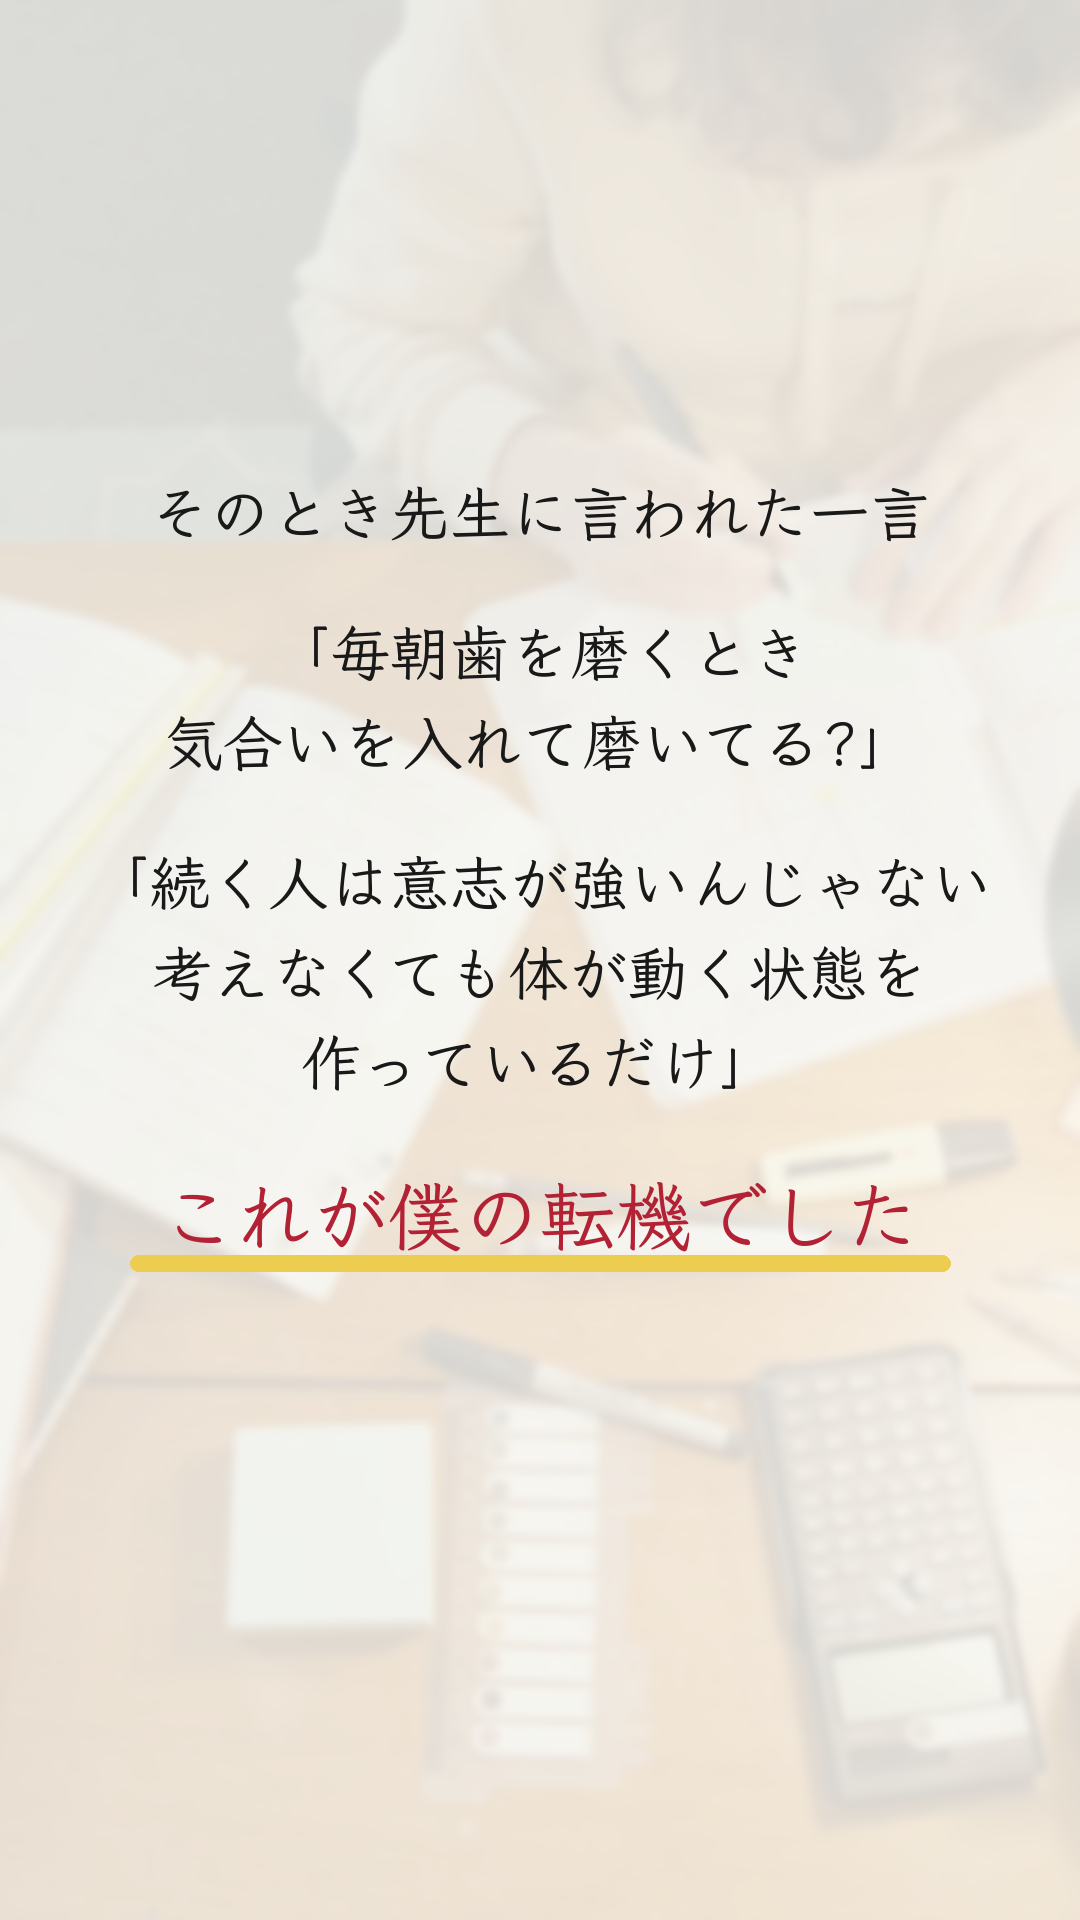 そのとき先生に言われた一言
「毎朝歯を磨くとき
気合いを入れて磨いてる?」
「続く人は意志が強いんじゃない
考えなくても体が動く状態を
作っているだけ」
これが僕の転機でした